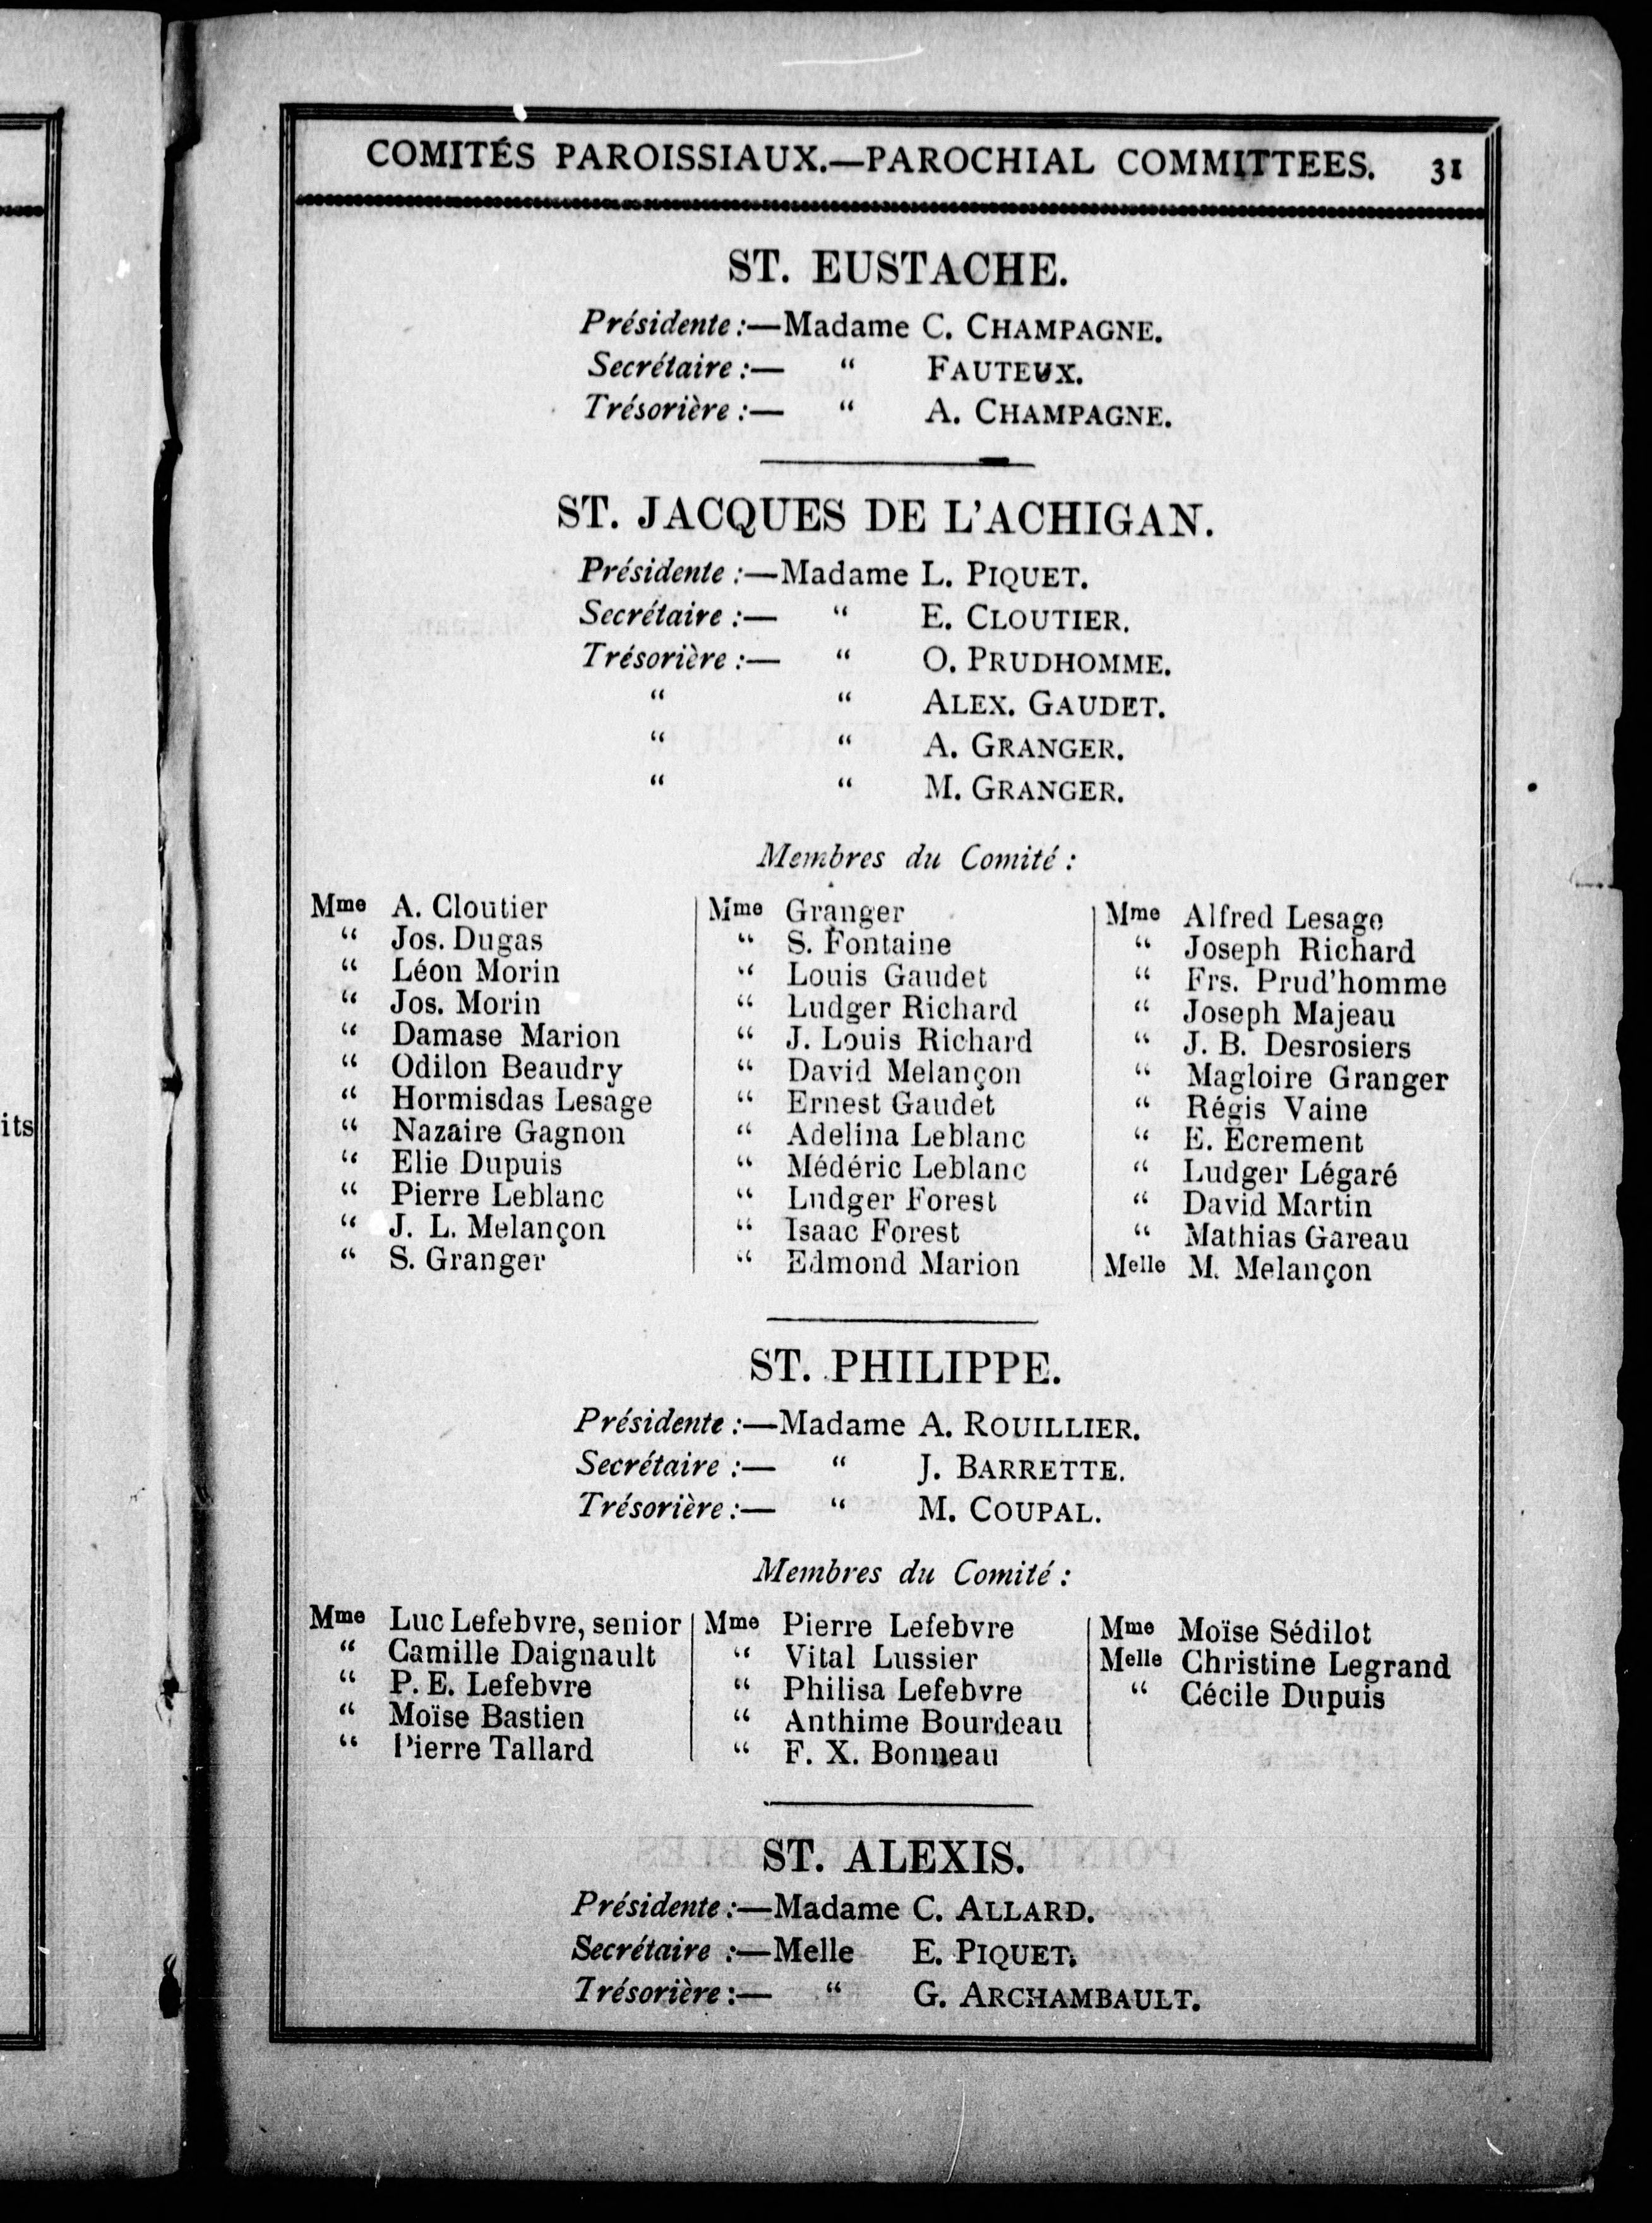 COMITÉS PAROISSIAUX.—PAROCHIAL COMMITTEES. 31
ST. EUSTACHE.
Présidente :—Madame C. CHAMPAGNE.
Secrétaire :— “ FAUTEUX.
Trésorière :— “ A. CHAMPAGNE.
ST. JACQUES DE L'ACHIGAN.
Présidente :—Madame L. PIQUET.
Secrétaire :— “ E. CLOUTIER.
Trésorière :— “ O. PRUDHOMME.
“ “ ALEX. GAUDET.
“ “ A. GRANGER.
“ “ M. GRANGER.
Membres du Comité :
Mme A. Cloutier
“ Jos. Dugas
“ Léon Morin
“ Jos. Morin
“ Damase Marion
“ Odilon Beaudry
“ Hormisdas Lesage
“ Nazaire Gagnon
“ Elie Dupuis
“ Pierre Leblanc
“ J. L. Melançon
“ S. Granger
Mme Granger
“ S. Fontaine
“ Louis Gaudet
“ Ludger Richard
“ J. Louis Richard
“ David Melançon
“ Ernest Gaudet
“ Adelina Leblanc
“ Médéric Leblanc
“ Ludger Forest
“ Isaac Forest
“ Edmond Marion
Mme Alfred Lesage
“ Joseph Richard
“ Frs. Prud'homme
“ Joseph Majeau
“ J. B. Desrosiers
“ Magloire Granger
“ Régis Vaine
“ E. Écrement
“ Ludger Légaré
“ David Martin
“ Mathias Gareau
Melle M. Melançon
ST. PHILIPPE.
Présidente :—Madame A. ROUILLIER.
Secrétaire :— “ J. BARRETTE.
Trésorière :— “ M. COUPAL.
Membres du Comité :
Mme Luc Lefebvre, senior
“ Camille Daignault
“ P. E. Lefebvre
“ Moïse Bastien
“ Pierre Tallard
Mme Pierre Lefebvre
“ Vital Lussier
“ Philisa Lefebvre
“ Anthime Bourdeau
“ F. X. Bonneau
Mme Moïse Sédilot
Melle Christine Legrand
“ Cécile Dupuis
ST. ALEXIS.
Présidente :—Madame C. ALLARD.
Secrétaire :—Melle E. PIQUET.
Trésorière :— “ G. ARCHAMBAULT.
its